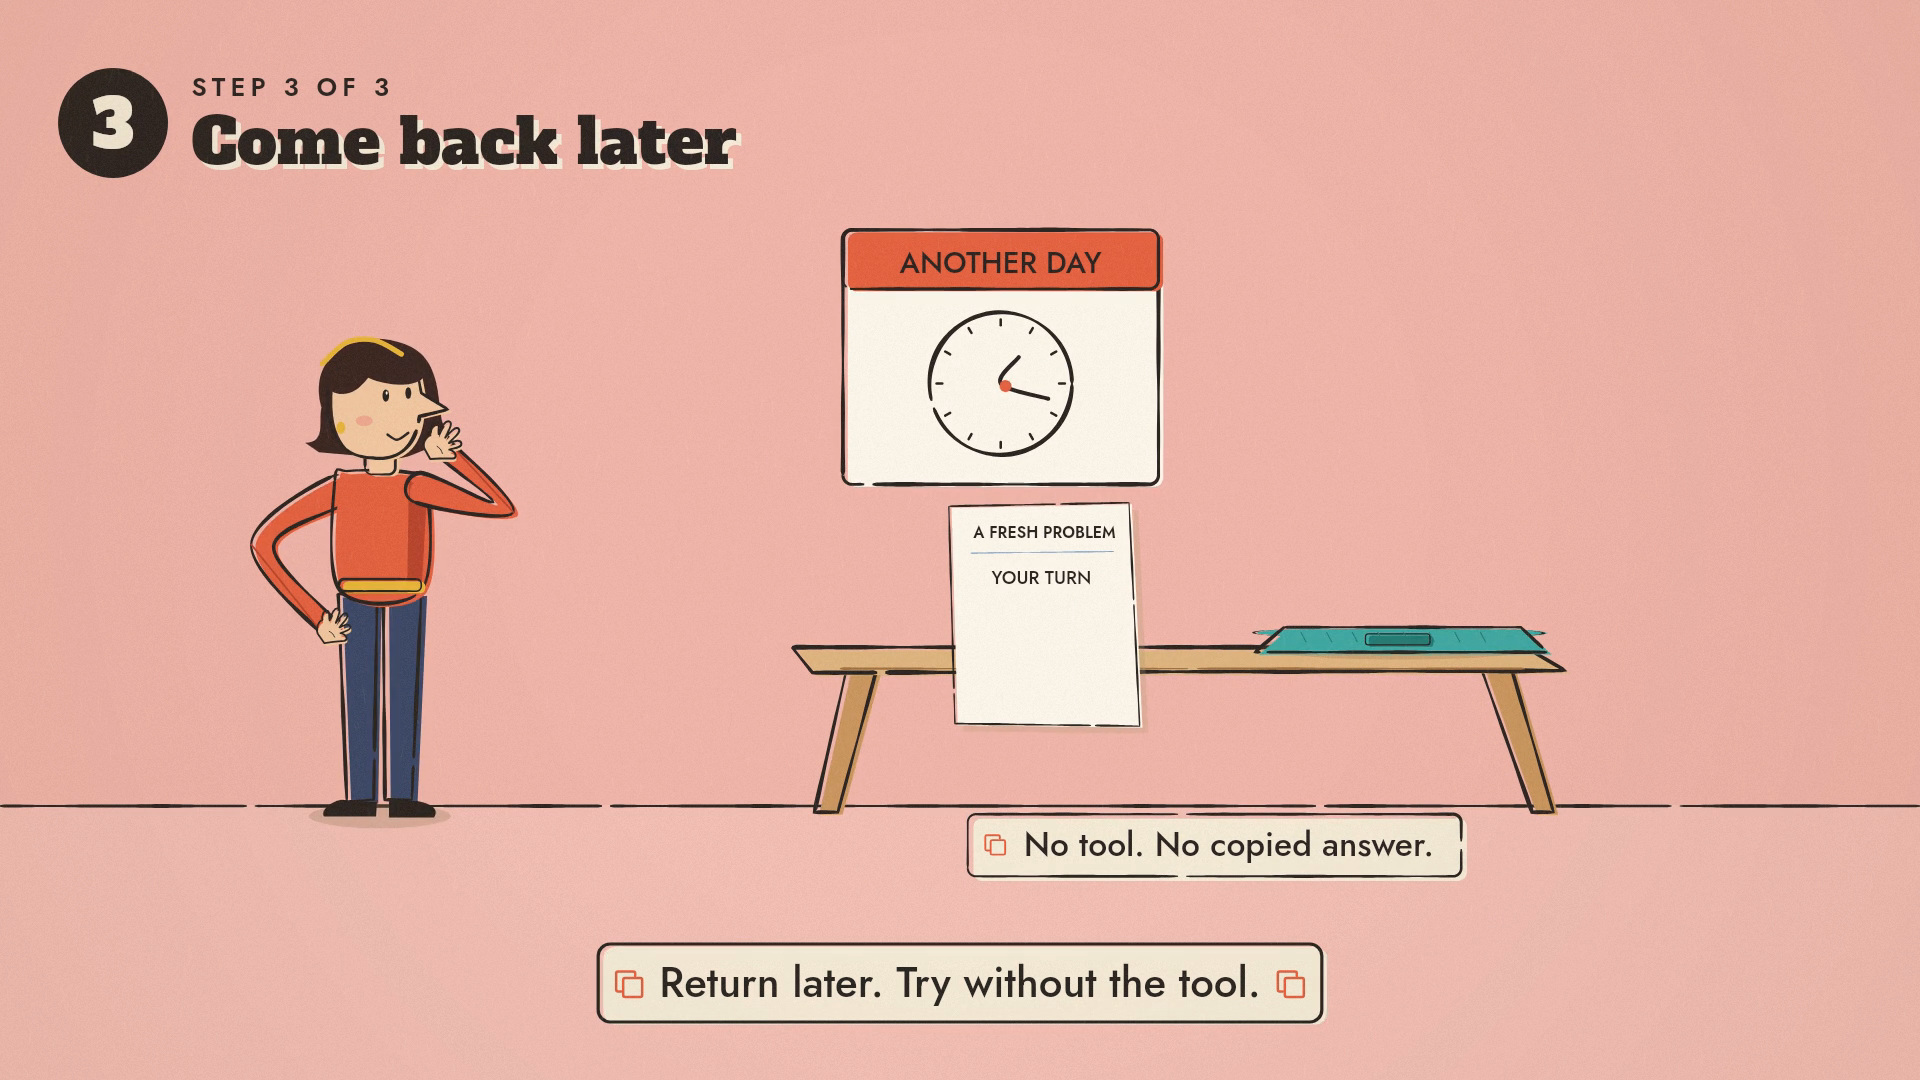 3
STEP 3 OF 3
Come back later
ANOTHER DAY
A FRESH PROBLEM
YOUR TURN
No tool. No copied answer.
Return later. Try without the tool.